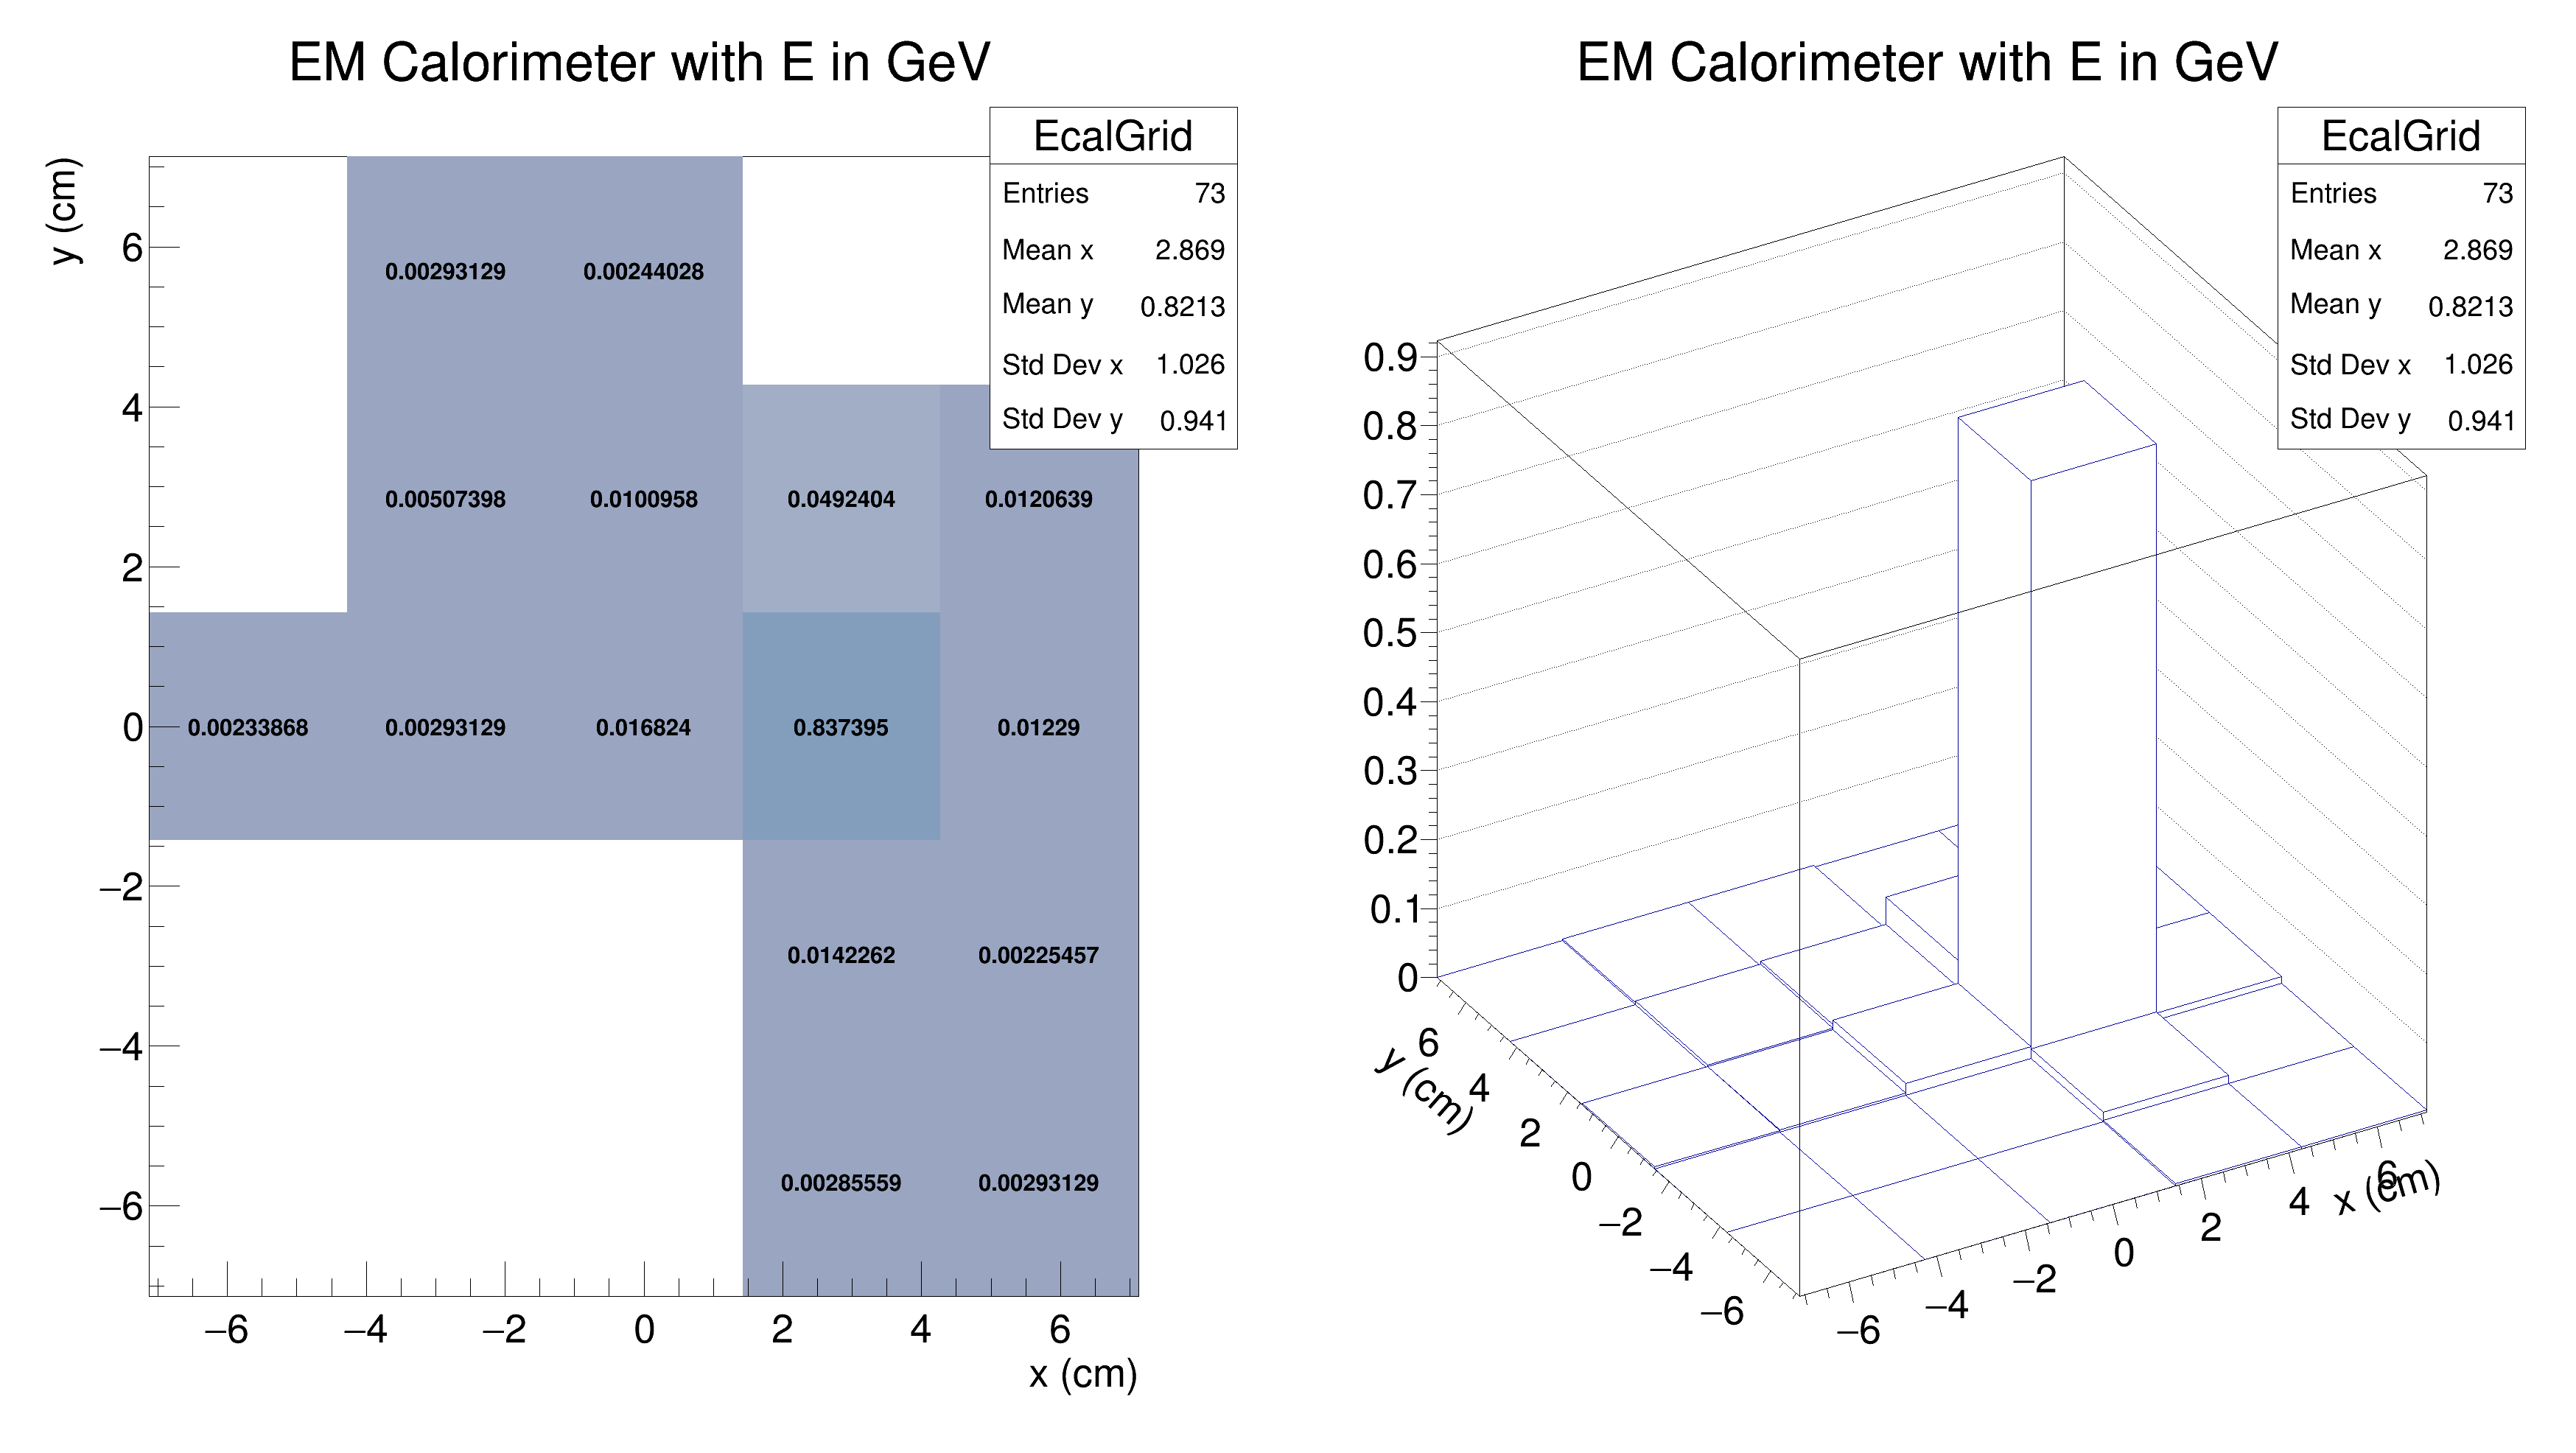 EM Calorimeter with E in GeV
EcalGrid
Entries 73
Mean x 2.869
Mean y 0.8213
Std Dev x 1.026
Std Dev y 0.941
y (cm)
6
4
2
0
−2
−4
−6
0.00293129 0.00244028
0.00507398 0.0100958 0.0492404 0.0120639
0.00233868 0.00293129 0.016824 0.837395 0.01229
0.0142262 0.00225457
0.00285559 0.00293129
−6 −4 −2 0 2 4 6
x (cm)
EM Calorimeter with E in GeV
EcalGrid
Entries 73
Mean x 2.869
Mean y 0.8213
Std Dev x 1.026
Std Dev y 0.941
0.9
0.8
0.7
0.6
0.5
0.4
0.3
0.2
0.1
0
y (cm)
6
4
2
0
−2
−4
−6
−6 −4 −2 0 2 4 6
x (cm)